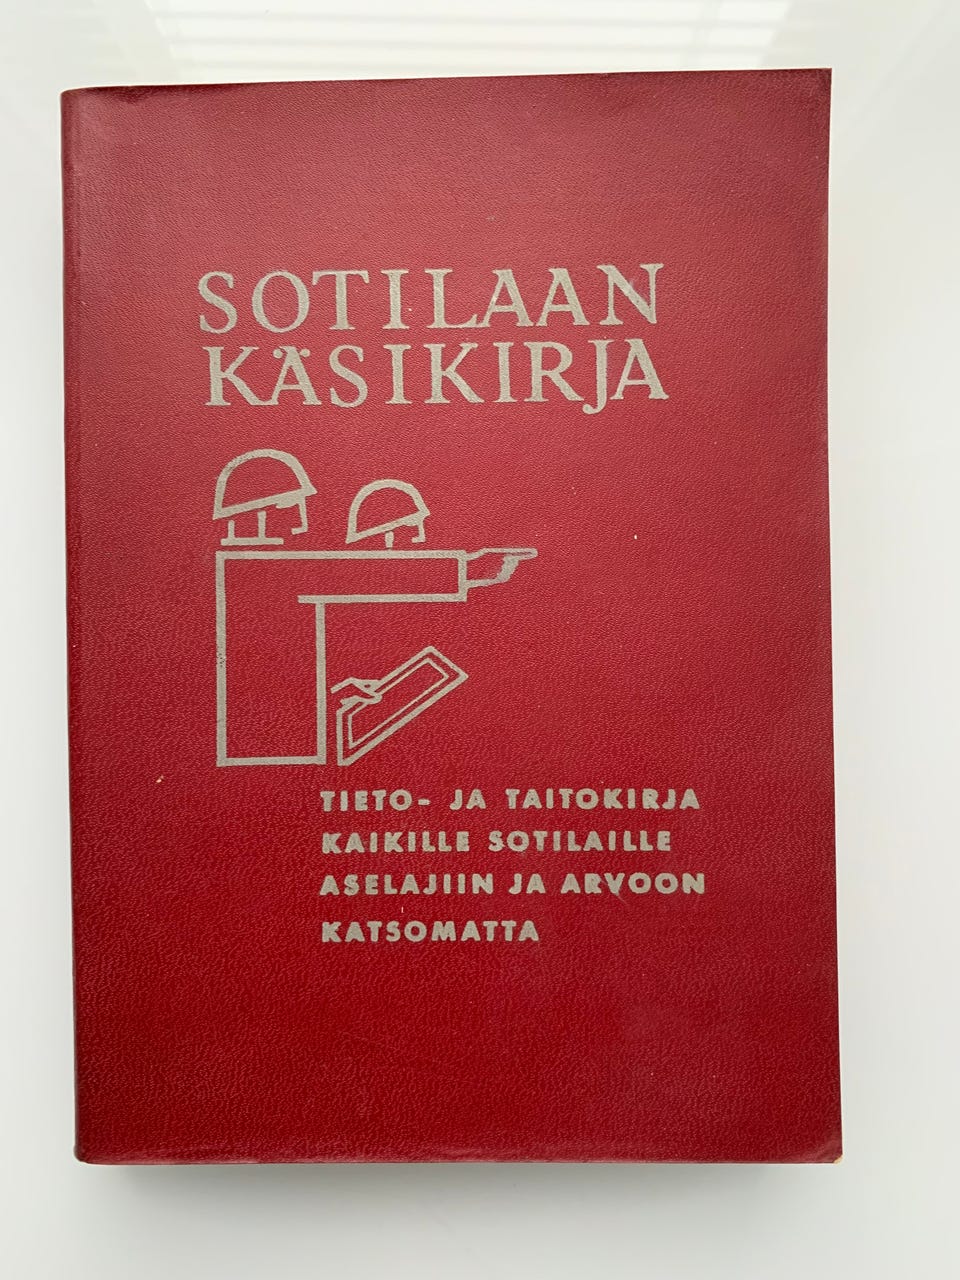 SOTILAAN
KÄSIKIRJA
TIETO- JA TAITOKIRJA
KAIKILLE SOTILAILLE
ASELAJIIN JA ARVOON
KATSOMATTA